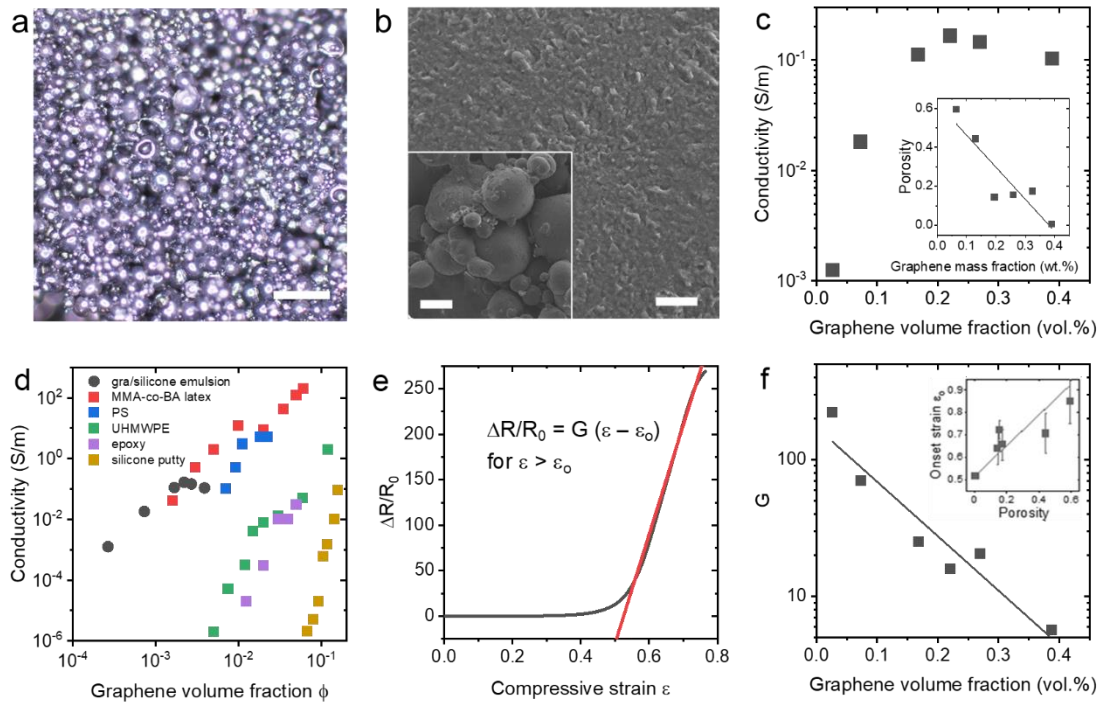 a
b
c
Conductivity (S/m)
10⁻¹
10⁻²
10⁻³
0.0 0.1 0.2 0.3 0.4
Graphene volume fraction (vol.%)
Porosity
0.6
0.4
0.2
0.0
0.0 0.1 0.2 0.3 0.4
Graphene mass fraction (wt.%)
d
Conductivity (S/m)
10²
10⁰
10⁻²
10⁻⁴
10⁻⁶
gra/silicone emulsion
MMA-co-BA latex
PS
UHMWPE
epoxy
silicone putty
10⁻⁴ 10⁻³ 10⁻² 10⁻¹
Graphene volume fraction ϕ
e
ΔR/R₀
250
200
150
100
50
0
ΔR/R₀ = G (ε – εₒ)
for ε > εₒ
0.0 0.2 0.4 0.6 0.8
Compressive strain ε
f
G
100
10
0.0 0.1 0.2 0.3 0.4
Graphene volume fraction (vol.%)
Onset strain εₒ
0.9
0.8
0.7
0.6
0.5
0.0 0.2 0.4 0.6
Porosity